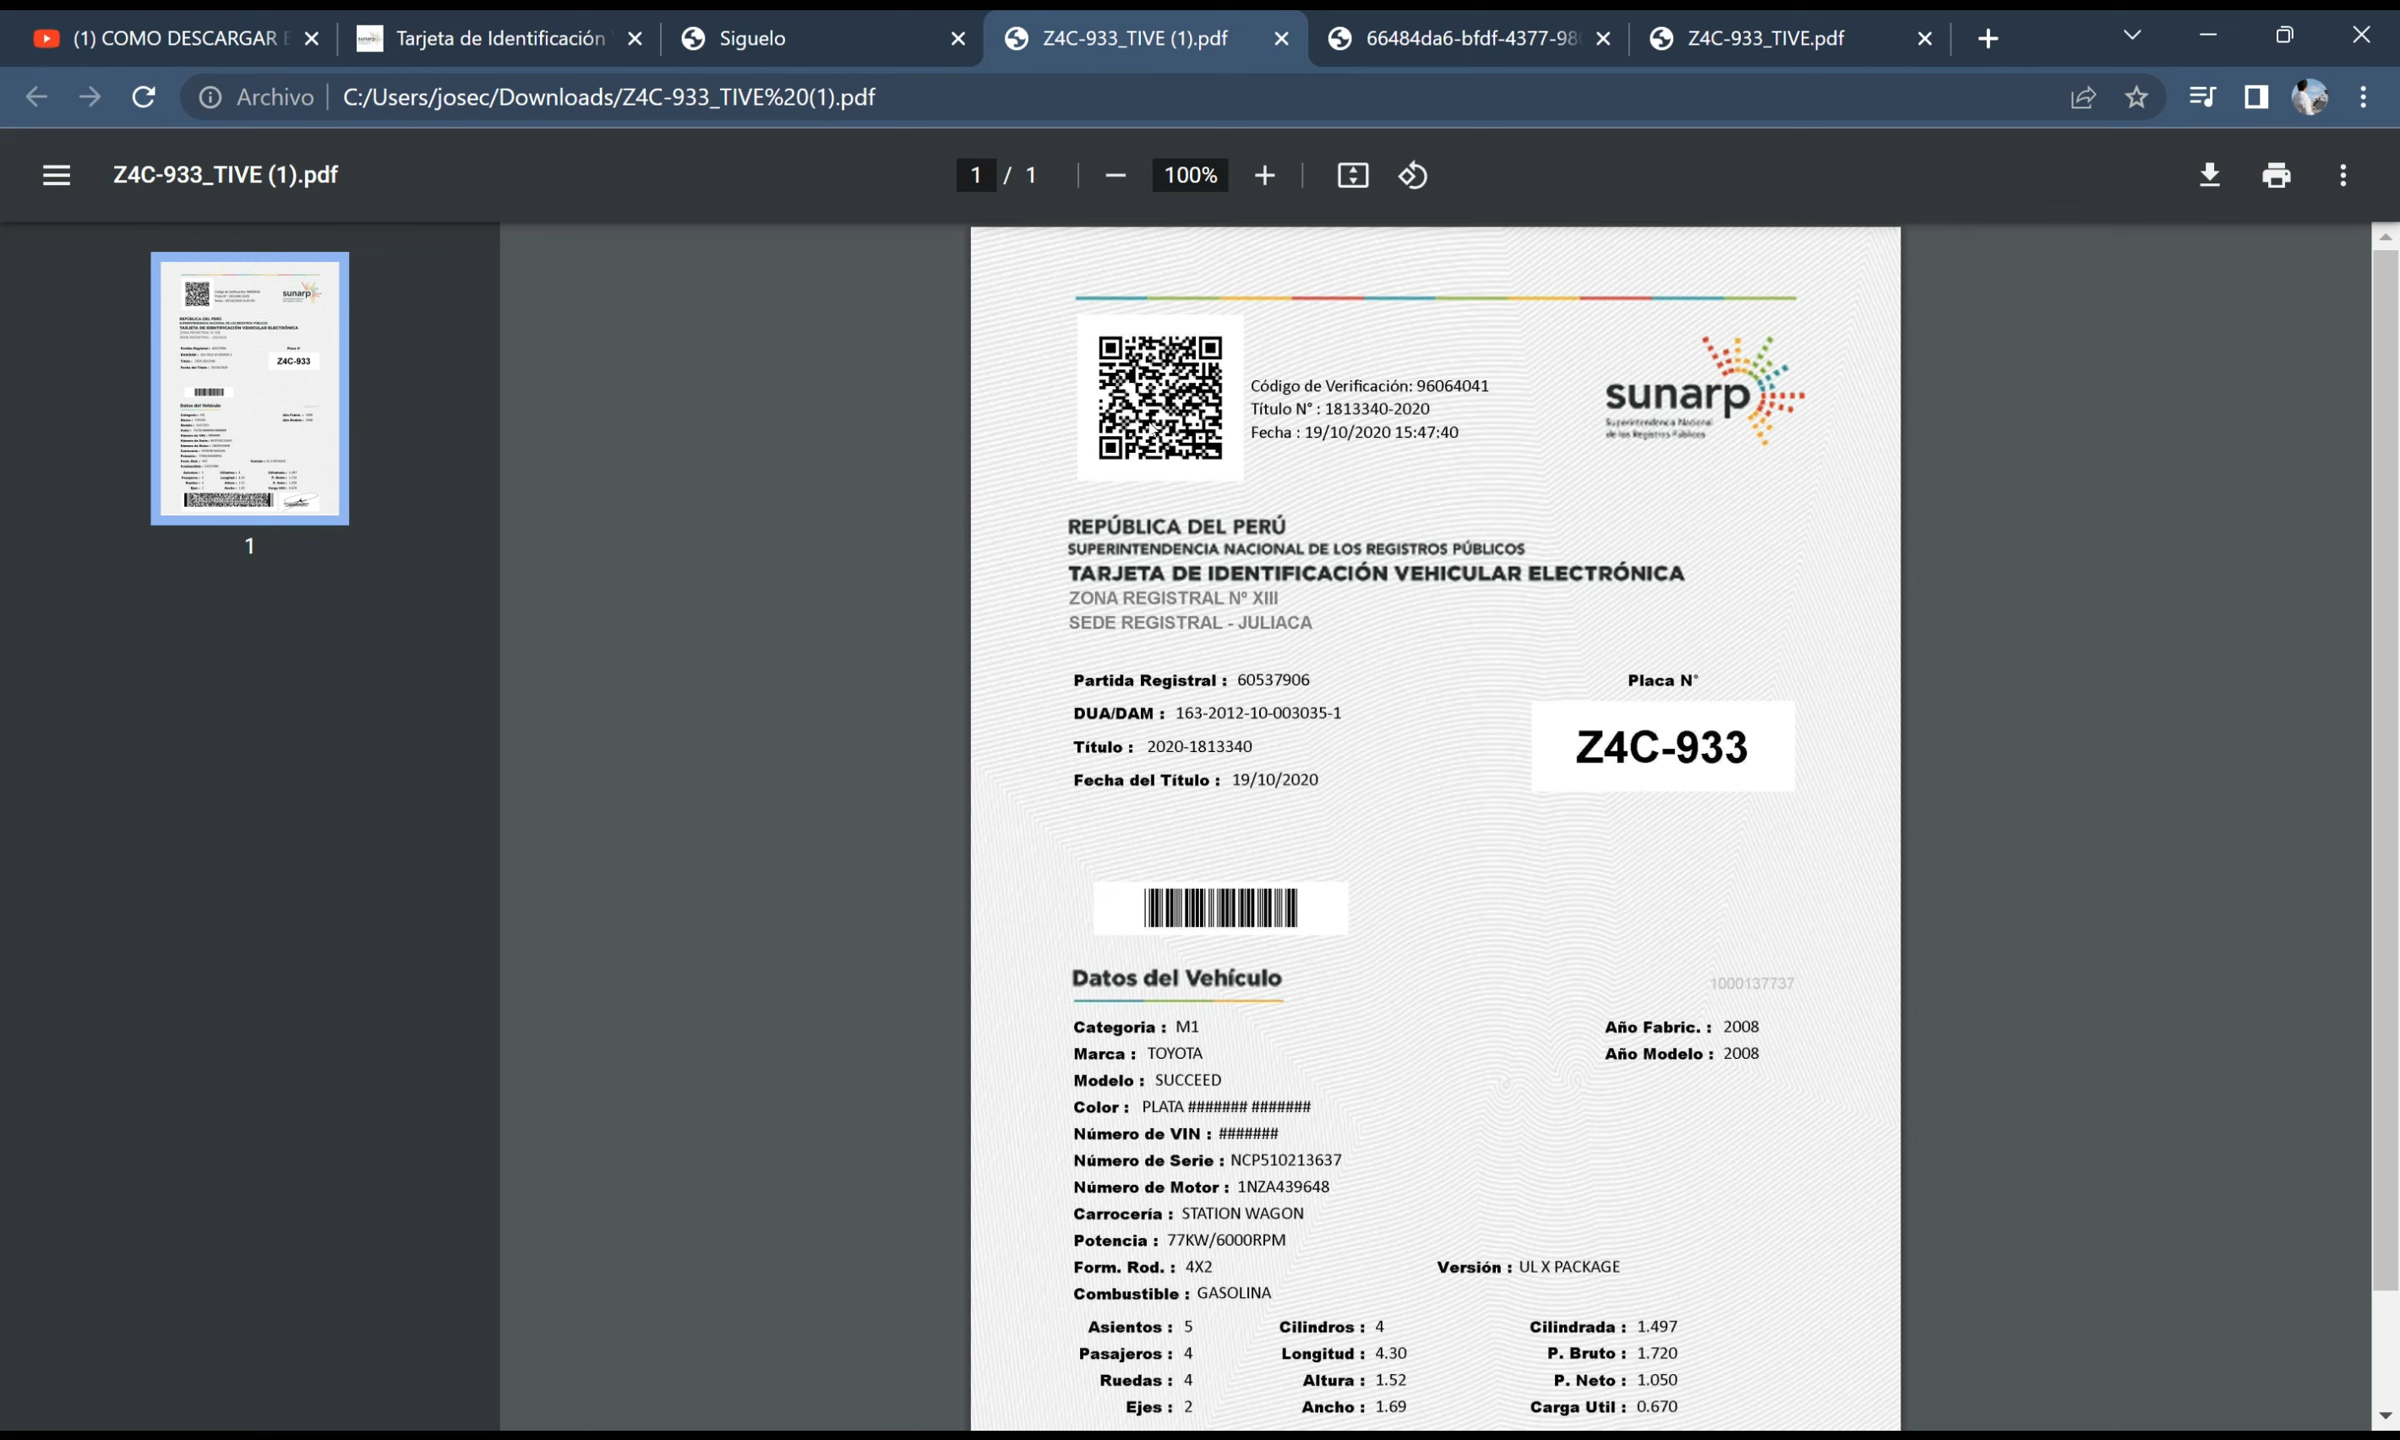 (1) COMO DESCARGAR E
Tarjeta de Identificación
Siguelo
Z4C-933_TIVE (1).pdf
66484da6-bfdf-4377-98
Z4C-933_TIVE.pdf
Archivo
C:/Users/josec/Downloads/Z4C-933_TIVE%20(1).pdf
Z4C-933_TIVE (1).pdf
1 / 1
100%
1
Código de Verificación: 96064041
Título N° : 1813340-2020
Fecha : 19/10/2020 15:47:40
sunarp
Superintendencia Nacional
de los Registros Públicos
REPÚBLICA DEL PERÚ
SUPERINTENDENCIA NACIONAL DE LOS REGISTROS PÚBLICOS
TARJETA DE IDENTIFICACIÓN VEHICULAR ELECTRÓNICA
ZONA REGISTRAL Nº XIII
SEDE REGISTRAL - JULIACA
Partida Registral : 60537906
Placa N°
DUA/DAM : 163-2012-10-003035-1
Z4C-933
Título : 2020-1813340
Fecha del Título : 19/10/2020
Datos del Vehículo
1000137737
Categoria : M1
Año Fabric. : 2008
Marca : TOYOTA
Año Modelo : 2008
Modelo : SUCCEED
Color : PLATA ####### #######
Número de VIN : #######
Número de Serie : NCP510213637
Número de Motor : 1NZA439648
Carrocería : STATION WAGON
Potencia : 77KW/6000RPM
Form. Rod. : 4X2
Versión : UL X PACKAGE
Combustible : GASOLINA
Asientos : 5 Cilindros : 4 Cilindrada : 1.497
Pasajeros : 4 Longitud : 4.30 P. Bruto : 1.720
Ruedas : 4 Altura : 1.52 P. Neto : 1.050
Ejes : 2 Ancho : 1.69 Carga Util : 0.670